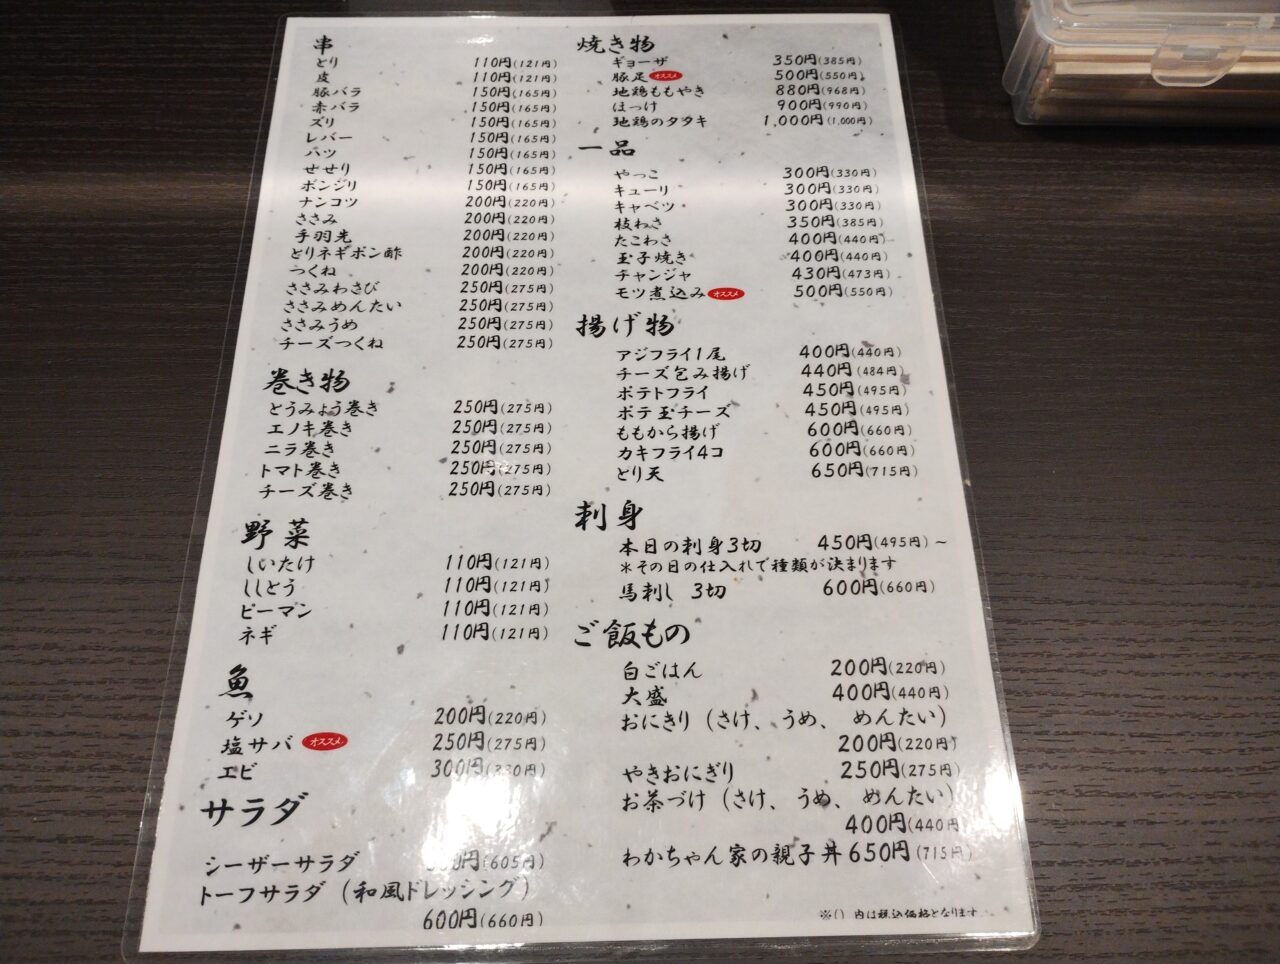 串
とり 110円(121円)
皮 110円(121円)
豚バラ 150円(165円)
赤バラ 150円(165円)
ズリ 150円(165円)
レバー 150円(165円)
ハツ 150円(165円)
せせり 150円(165円)
ボンジリ 150円(165円)
ナンコツ 200円(220円)
ささみ 200円(220円)
手羽先 200円(220円)
とりネギポン酢 200円(220円)
つくね 200円(220円)
ささみわさび 250円(275円)
ささみめんたい 250円(275円)
ささみうめ 250円(275円)
チーズつくね 250円(275円)
巻き物
とうみょう巻き 250円(275円)
エノキ巻き 250円(275円)
ニラ巻き 250円(275円)
トマト巻き 250円(275円)
チーズ巻き 250円(275円)
野菜
しいたけ 110円(121円)
ししとう 110円(121円)
ピーマン 110円(121円)
ネギ 110円(121円)
魚
ゲソ 200円(220円)
塩サバ オススメ 250円(275円)
エビ 300円(330円)
サラダ
シーザーサラダ (605円)
トーフサラダ (和風ドレッシング)
600円(660円)
焼き物
ギョーザ 350円(385円)
豚足 オススメ 500円(550円)
地鶏ももやき 880円(968円)
ほっけ 900円(990円)
地鶏のタタキ 1,000円(1,000円)
一品
やっこ 300円(330円)
キューリ 300円(330円)
キャベツ 300円(330円)
枝わさ 350円(385円)
たこわさ 400円(440円)
玉子焼き 400円(440円)
チャンジャ 430円(473円)
モツ煮込み オススメ 500円(550円)
揚げ物
アジフライ1尾 400円(440円)
チーズ包み揚げ 440円(484円)
ポテトフライ 450円(495円)
ポテ玉チーズ 450円(495円)
ももから揚げ 600円(660円)
カキフライ4コ 600円(660円)
とり天 650円(715円)
刺身
本日の刺身3切 450円(495円)～
＊その日の仕入れで種類が決まります
馬刺し 3切 600円(660円)
ご飯もの
白ごはん 200円(220円)
大盛 400円(440円)
おにぎり (さけ、うめ、めんたい)
200円(220円)
やきおにぎり 250円(275円)
お茶づけ (さけ、うめ、めんたい)
400円(440円)
わかちゃん家の親子丼 650円(715円)
※()内は税込価格となります